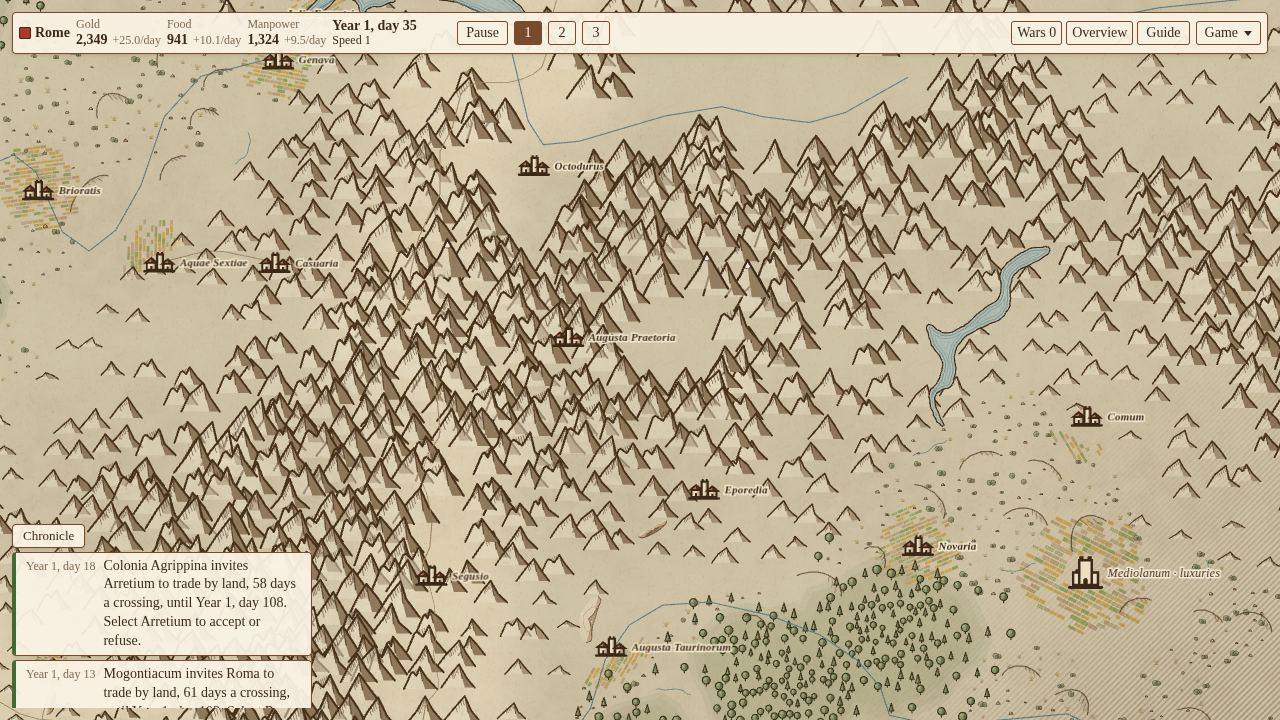 Rome
Gold
2,349 +25.0/day
Food
941 +10.1/day
Manpower
1,324 +9.5/day
Year 1, day 35
Speed 1
Pause
1
2
3
Wars 0
Overview
Guide
Game
Genava
Octodurus
Brioratis
Aquae Sextiae
Casuaria
Augusta Praetoria
Comum
Eporedia
Novaria
Mediolanum - luxuries
Segusio
Augusta Taurinorum
Chronicle
Year 1, day 18
Colonia Agrippina invites
Arretium to trade by land, 58 days
a crossing, until Year 1, day 108.
Select Arretium to accept or
refuse.
Year 1, day 13
Mogontiacum invites Roma to
trade by land, 61 days a crossing,